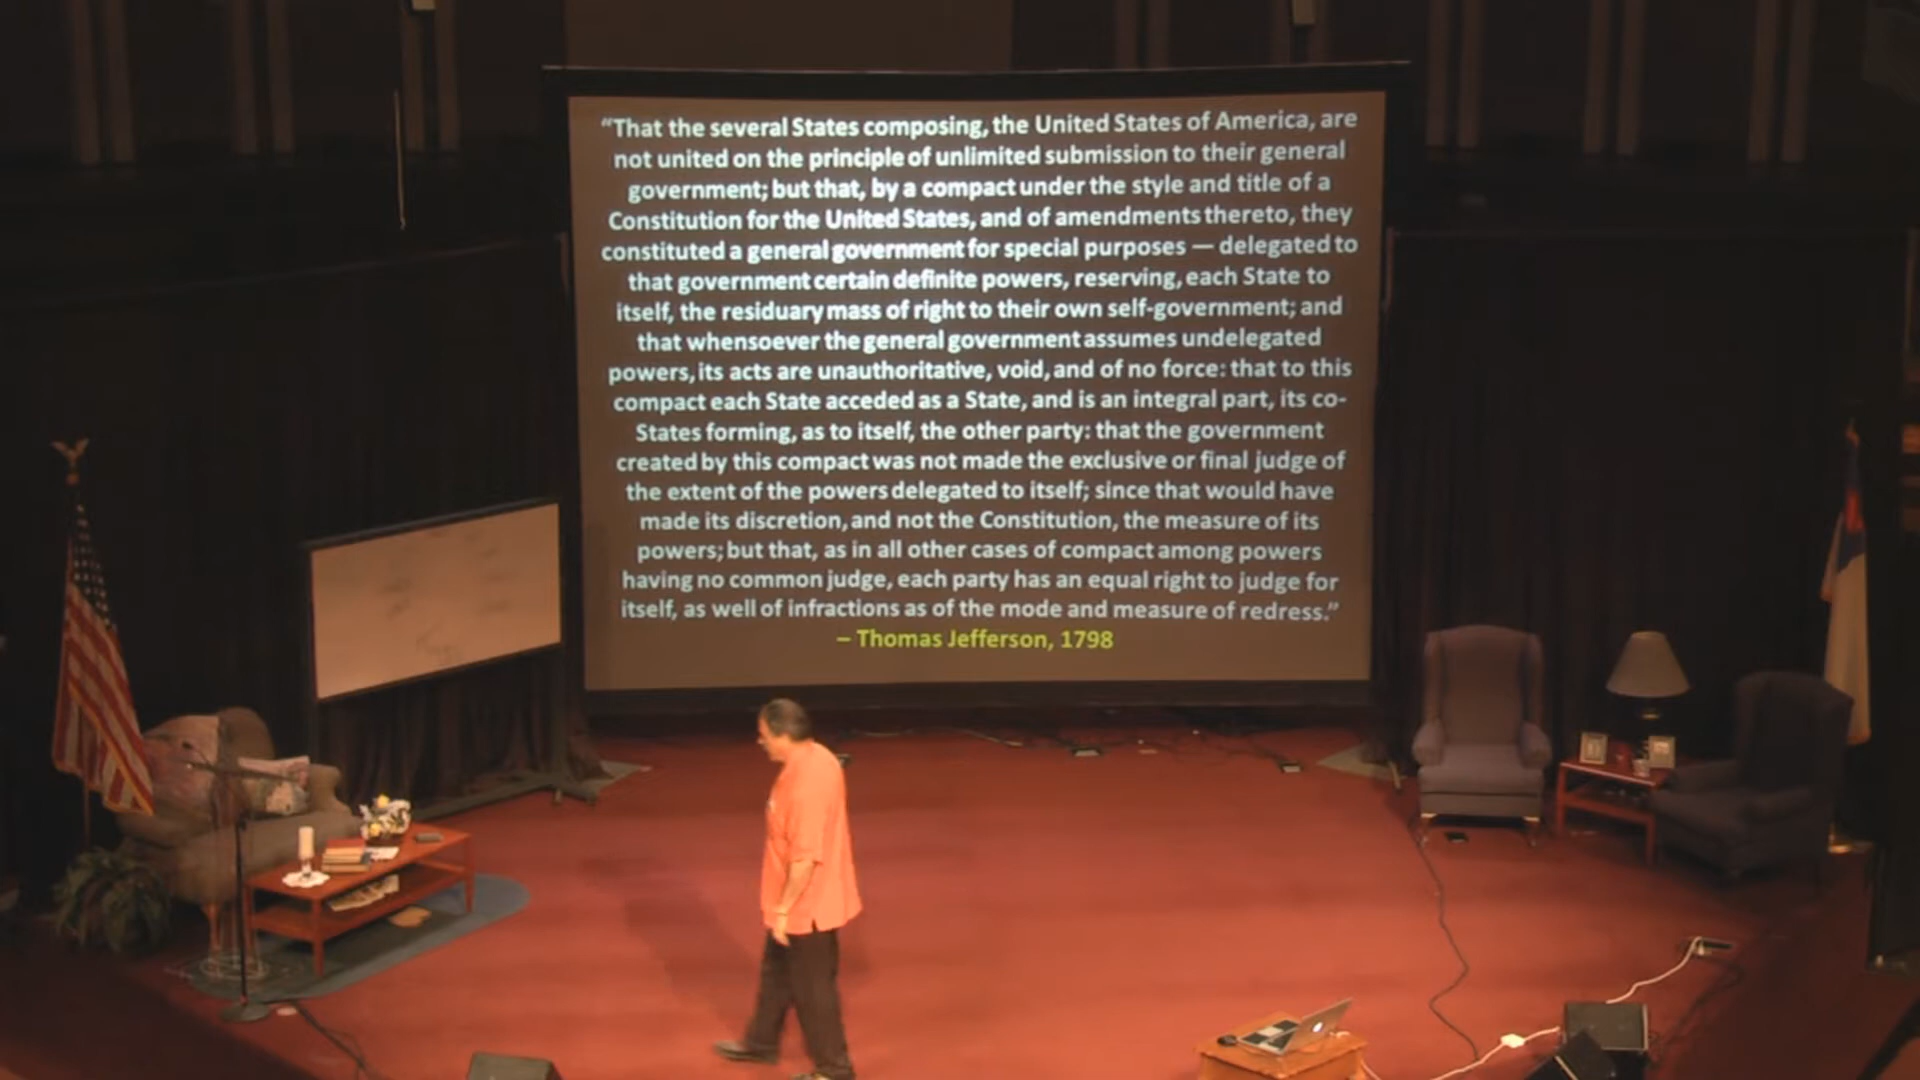 “That the several States composing, the United States of America, are
not united on the principle of unlimited submission to their general
government; but that, by a compact under the style and title of a
Constitution for the United States, and of amendments thereto, they
constituted a general government for special purposes — delegated to
that government certain definite powers, reserving, each State to
itself, the residuary mass of right to their own self-government; and
that whensoever the general government assumes undelegated
powers, its acts are unauthoritative, void, and of no force: that to this
compact each State acceded as a State, and is an integral part, its co-
States forming, as to itself, the other party: that the government
created by this compact was not made the exclusive or final judge of
the extent of the powers delegated to itself; since that would have
made its discretion, and not the Constitution, the measure of its
powers; but that, as in all other cases of compact among powers
having no common judge, each party has an equal right to judge for
itself, as well of infractions as of the mode and measure of redress.”
– Thomas Jefferson, 1798